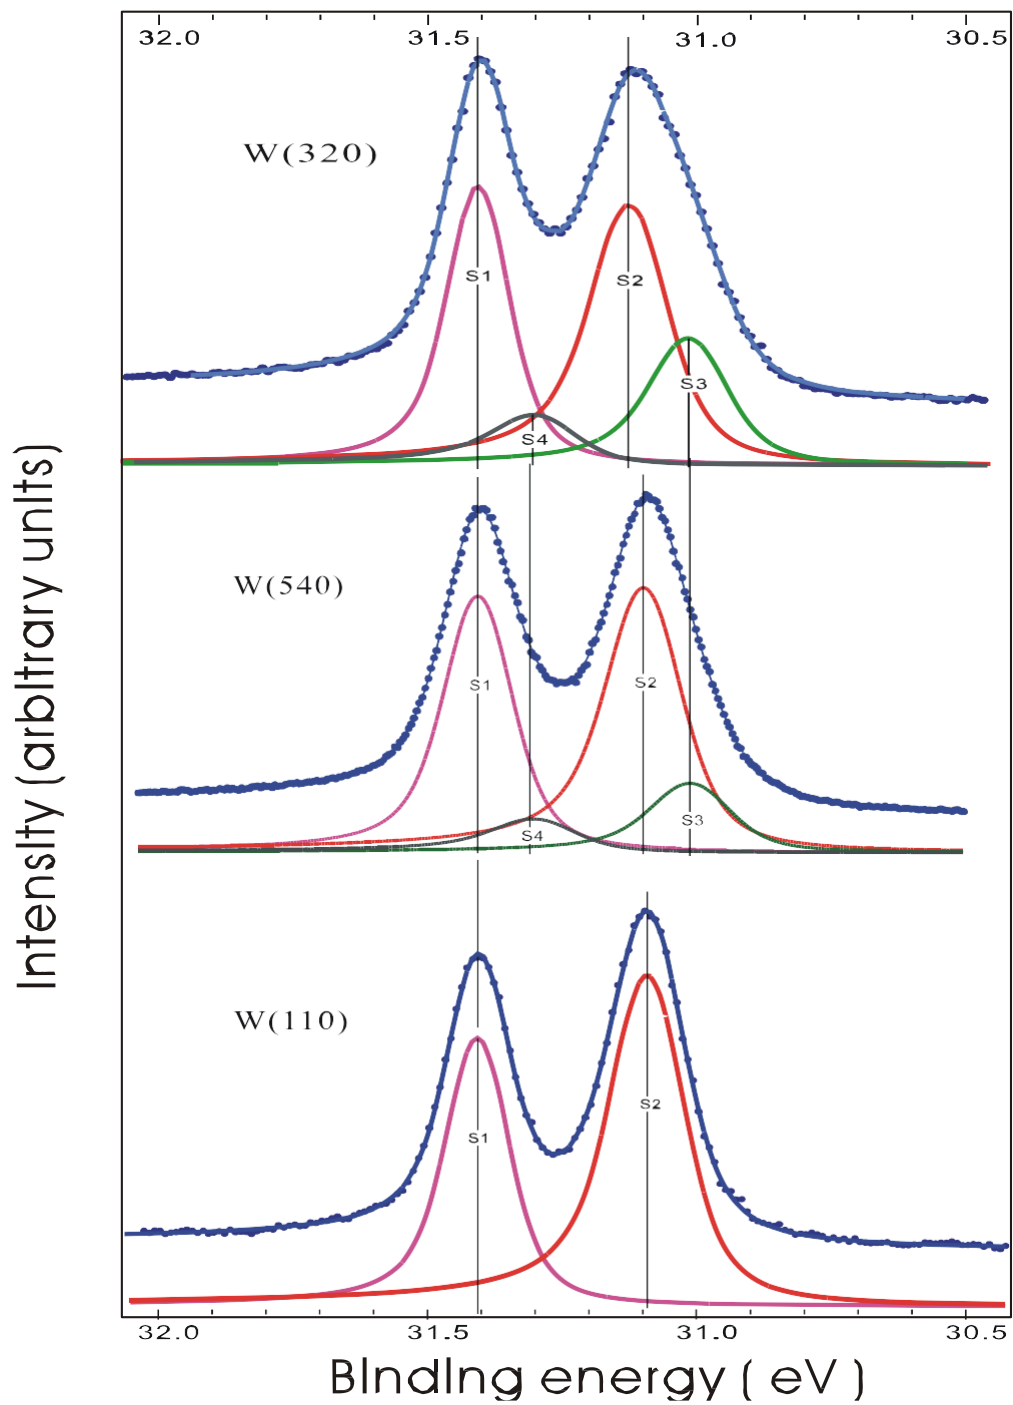 32.0 31.5 31.0 30.5
W(320)
S1 S2
S3
S4
W(540)
S1 S2
S3
S4
W(110)
S2
S1
32.0 31.5 31.0 30.5
Binding energy ( eV )
Intensity (arbitrary units)